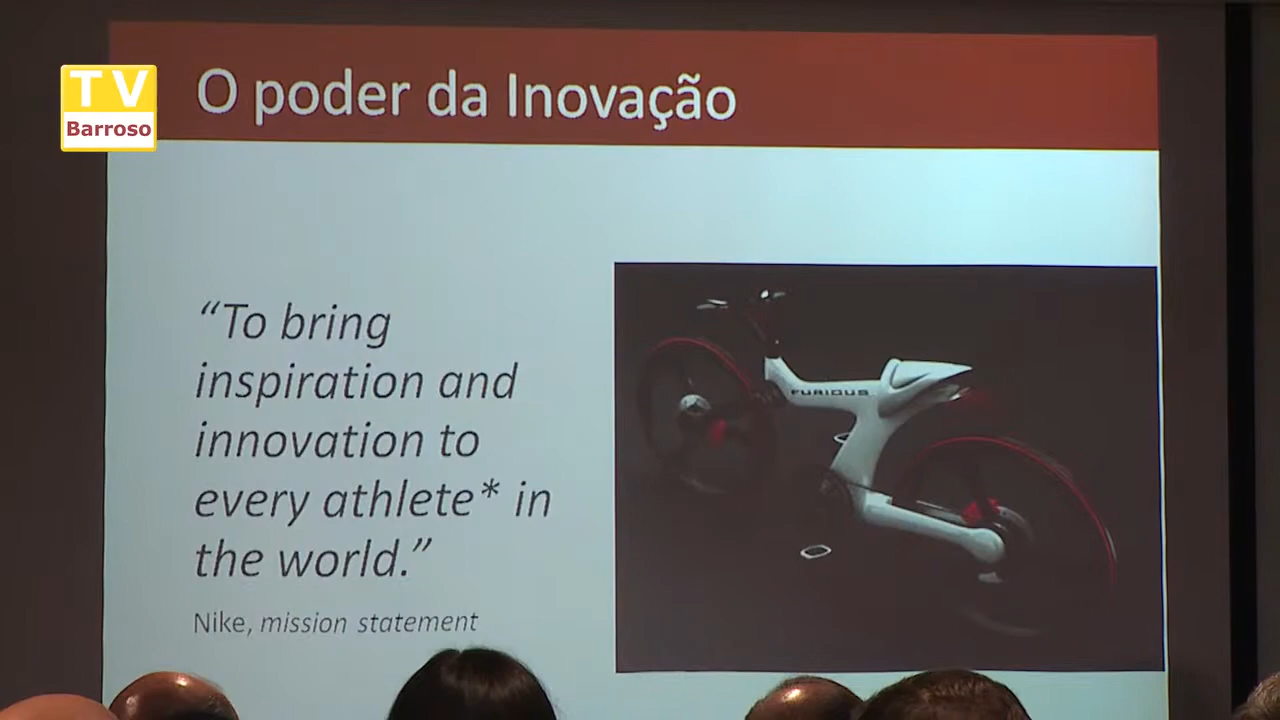 TV
Barroso
O poder da Inovação
“To bring
inspiration and
innovation to
every athlete* in
the world.”
Nike, mission statement
FURIOUS